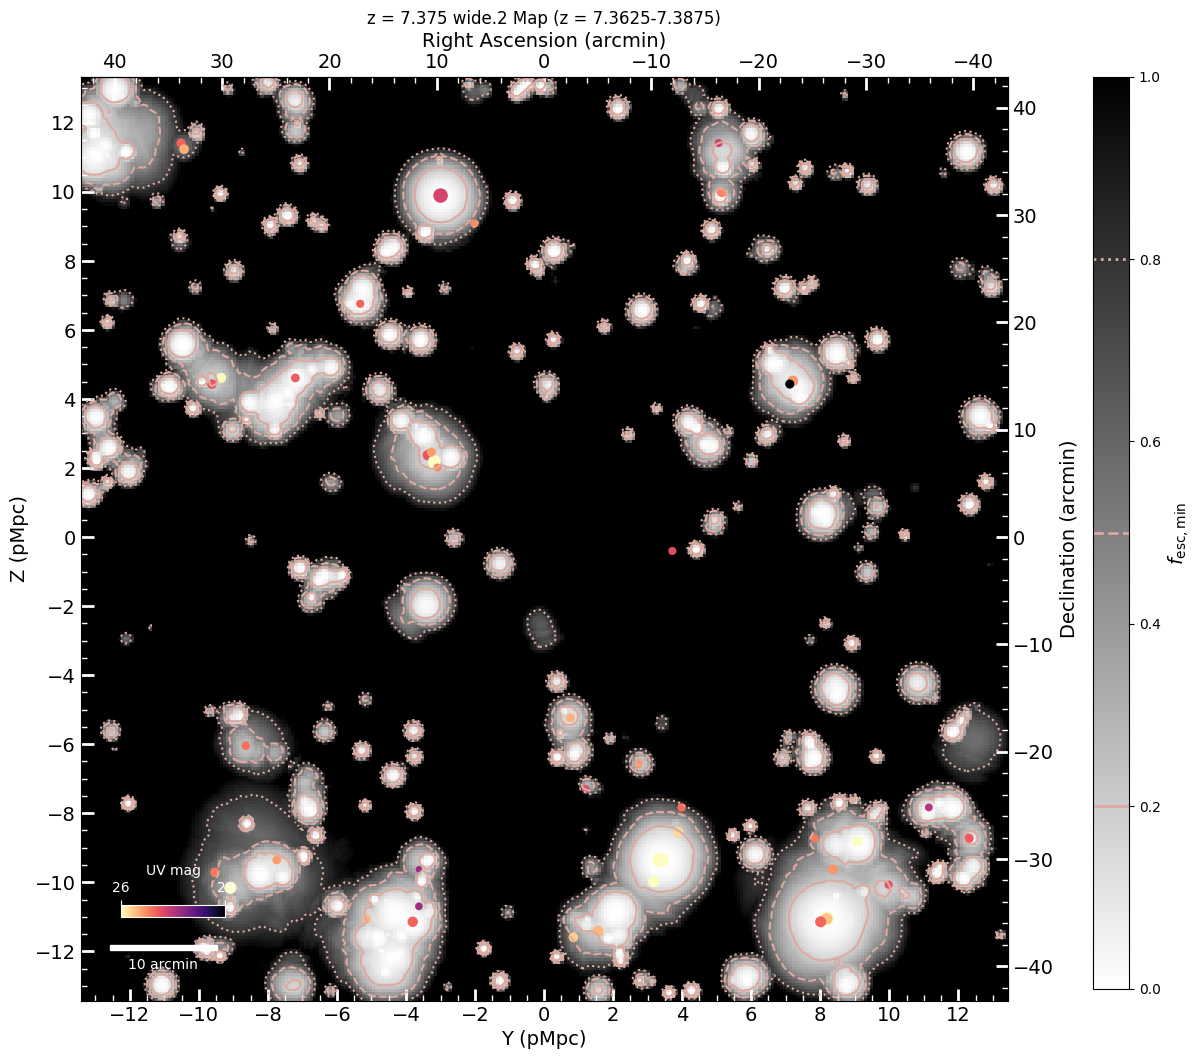 z = 7.375 wide.2 Map (z = 7.3625-7.3875)
Right Ascension (arcmin)
40 30 20 10 0 −10 −20 −30 −40
12 10 8 6 4 2 0 −2 −4 −6 −8 −10 −12
Z (pMpc)
40 30 20 10 0 −10 −20 −30 −40
Declination (arcmin)
1.0 0.8 0.6 0.4 0.2 0.0
fesc,min
UV mag
26
10 arcmin
−12 −10 −8 −6 −4 −2 0 2 4 6 8 10 12
Y (pMpc)